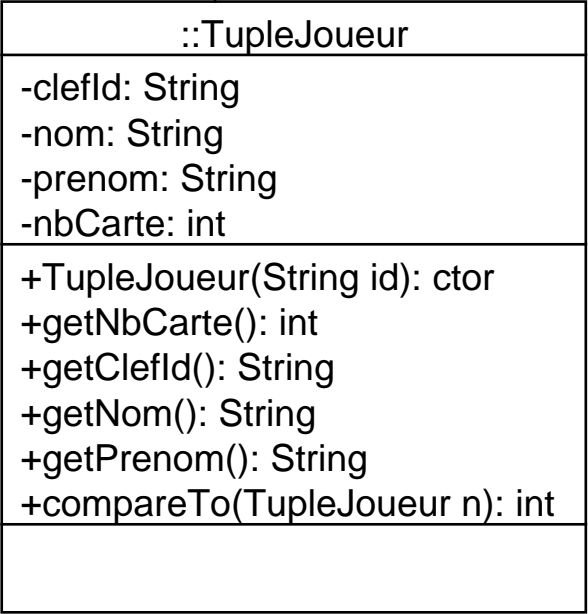 ::TupleJoueur
-clefId: String
-nom: String
-prenom: String
-nbCarte: int
+TupleJoueur(String id): ctor
+getNbCarte(): int
+getClefId(): String
+getNom(): String
+getPrenom(): String
+compareTo(TupleJoueur n): int